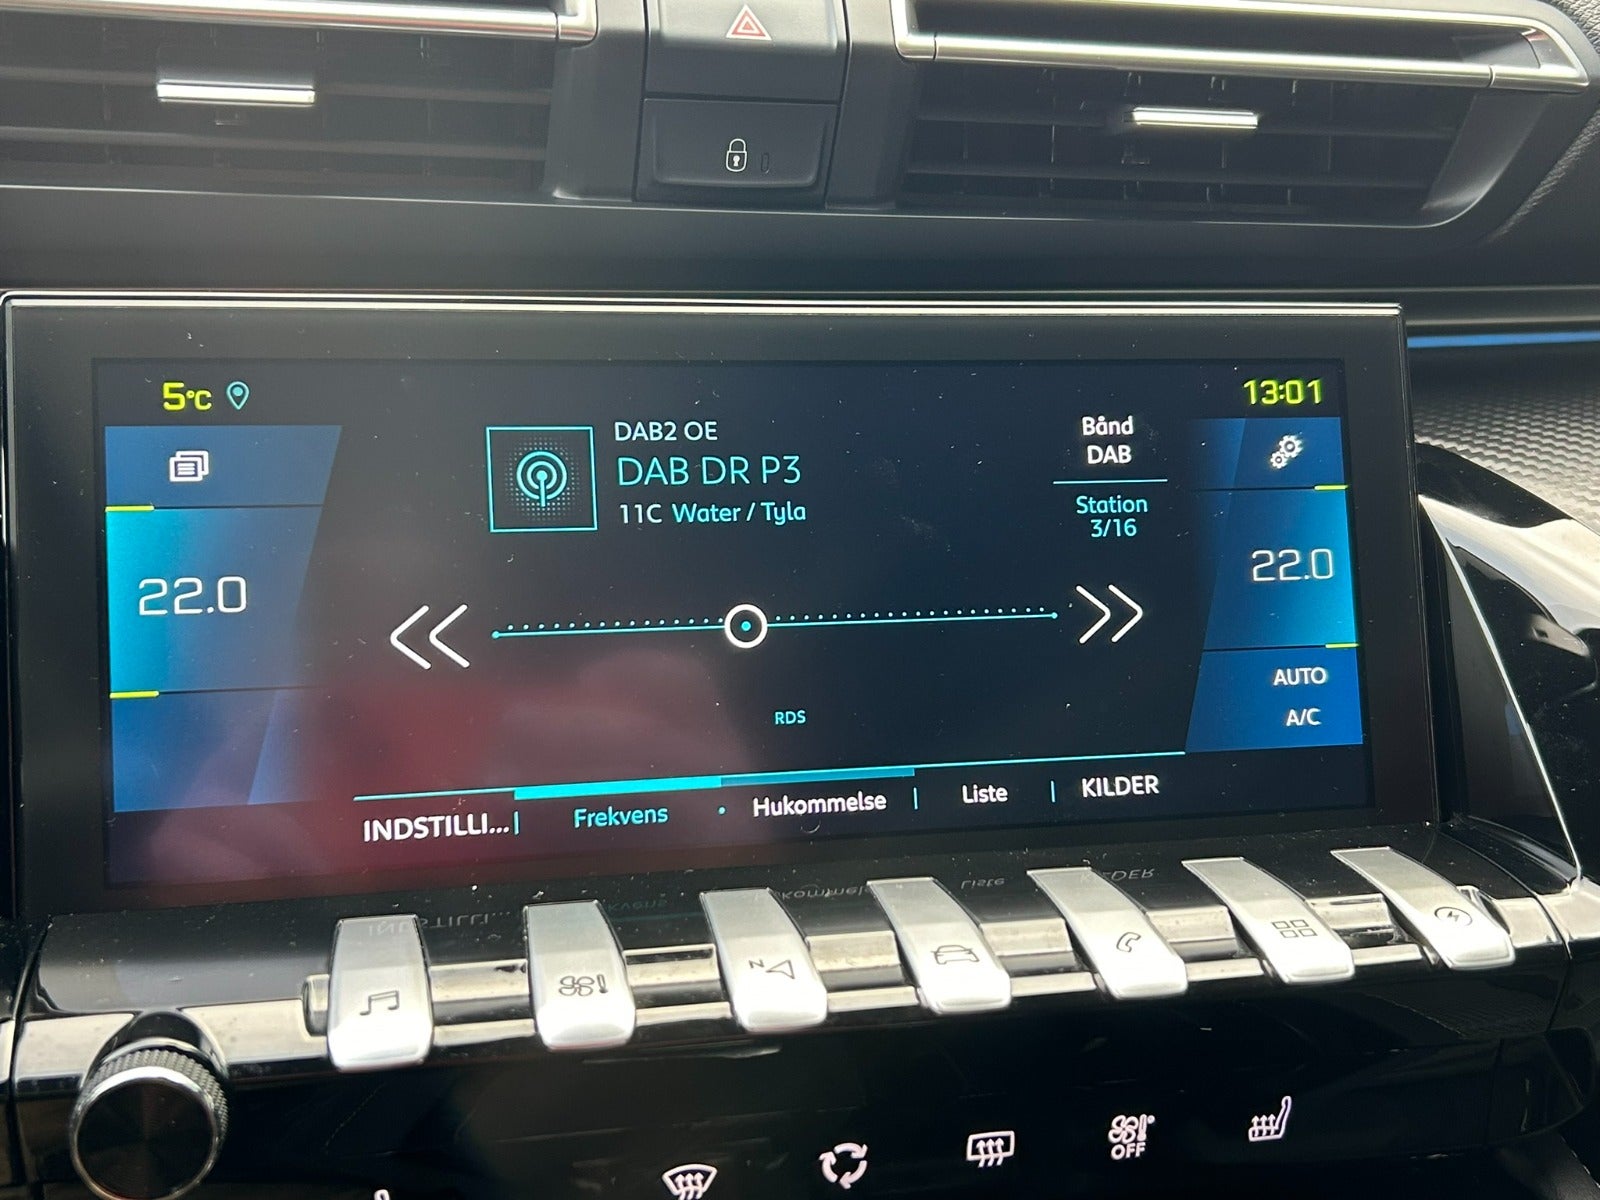 5°C
13:01
DAB2 OE
DAB DR P3
11C Water / Tyla
Bånd
DAB
Station
3/16
22.0
22.0
AUTO
A/C
RDS
INDSTILLI...
Frekvens
Hukommelse
Liste
KILDER
N
OFF